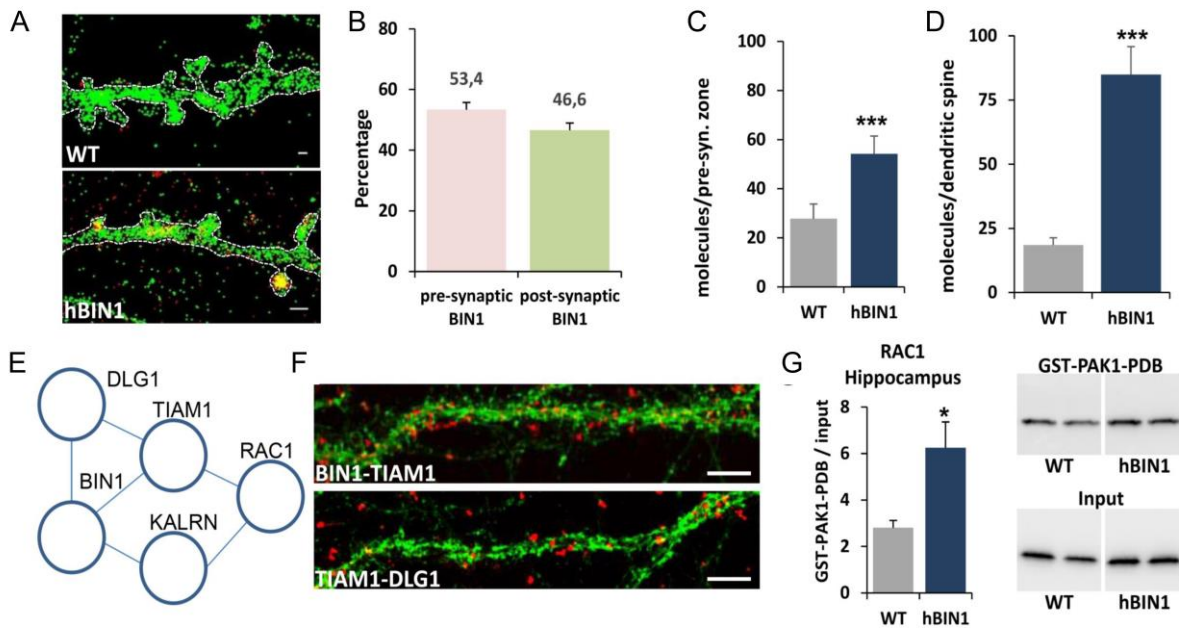 A
WT
hBIN1
B
Percentage
80
60
40
20
0
53,4
46,6
pre-synaptic
BIN1
post-synaptic
BIN1
C
molecules/pre-syn. zone
100
80
60
40
20
0
***
WT
hBIN1
D
molecules/dendritic spine
100
75
50
25
0
***
WT
hBIN1
E
DLG1
TIAM1
RAC1
BIN1
KALRN
F
BIN1-TIAM1
TIAM1-DLG1
G
RAC1
Hippocampus
GST-PAK1-PDB / input
8
6
4
2
0
*
WT
hBIN1
GST-PAK1-PDB
WT
hBIN1
Input
WT
hBIN1